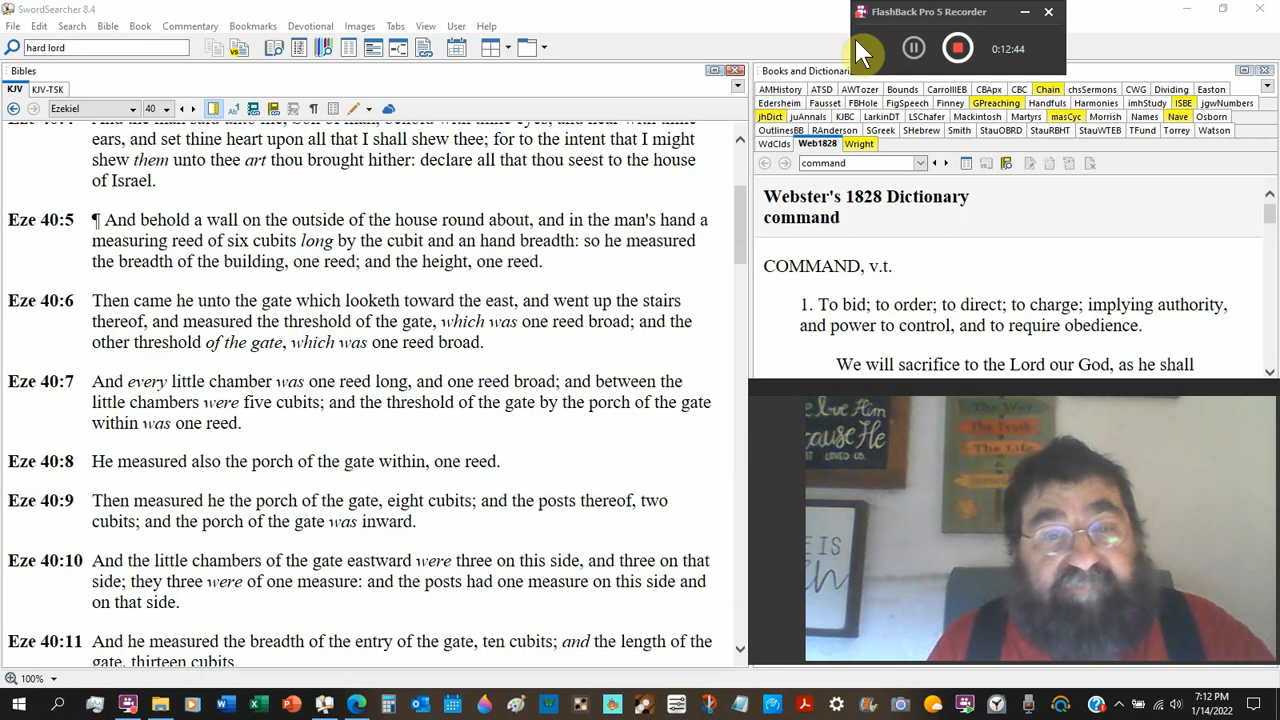 SwordSearcher 8.4
File Edit Search Book Commentary Bookmarks Devotional Images Tabs View User Help
hard lord
Bibles
KJV KJV-TSK
Ezekiel 40
ears, and set thine heart upon all that I shall shew thee; for to the intent that I might
shew them unto thee art thou brought hither: declare all that thou seest to the house
of Israel.
Eze 40:5 ¶ And behold a wall on the outside of the house round about, and in the man's hand a
measuring reed of six cubits long by the cubit and an hand breadth: so he measured
the breadth of the building, one reed; and the height, one reed.
Eze 40:6 Then came he unto the gate which looketh toward the east, and went up the stairs
thereof, and measured the threshold of the gate, which was one reed broad; and the
other threshold of the gate, which was one reed broad.
Eze 40:7 And every little chamber was one reed long, and one reed broad; and between the
little chambers were five cubits; and the threshold of the gate by the porch of the gate
within was one reed.
Eze 40:8 He measured also the porch of the gate within, one reed.
Eze 40:9 Then measured he the porch of the gate, eight cubits; and the posts thereof, two
cubits; and the porch of the gate was inward.
Eze 40:10 And the little chambers of the gate eastward were three on this side, and three on that
side; they three were of one measure: and the posts had one measure on this side and
on that side.
Eze 40:11 And he measured the breadth of the entry of the gate, ten cubits; and the length of the
gate, thirteen cubits
100%
FlashBack Pro 5 Recorder
0:12:44
Books and Dictionari
AMHistory ATSD AWTozer Bounds CarrollEB CBApx CBC Chain chsSermons CWG Dividing Easton
Edersheim Fausset FBHole FigSpeech Finney GPreaching Handfuls Harmonies imhStudy ISBE jgwNumbers
jhDict juAnnals KJBC LarkinDT LSChafer Mackintosh Martyrs masCyc Morrish Names Nave Osborn
OutlinesBB RAnderson SGreek SHebrew Smith StauOBRD StauRBHT StauWTEB TFund Torrey Watson
WdClds Web1828 Wright
command
Webster's 1828 Dictionary
command
COMMAND, v.t.
1. To bid; to order; to direct; to charge; implying authority,
and power to control, and to require obedience.
We will sacrifice to the Lord our God, as he shall
love Him
cause He
LOVED US.
The Way
The Truth
The Life
E IS
7:12 PM
1/14/2022